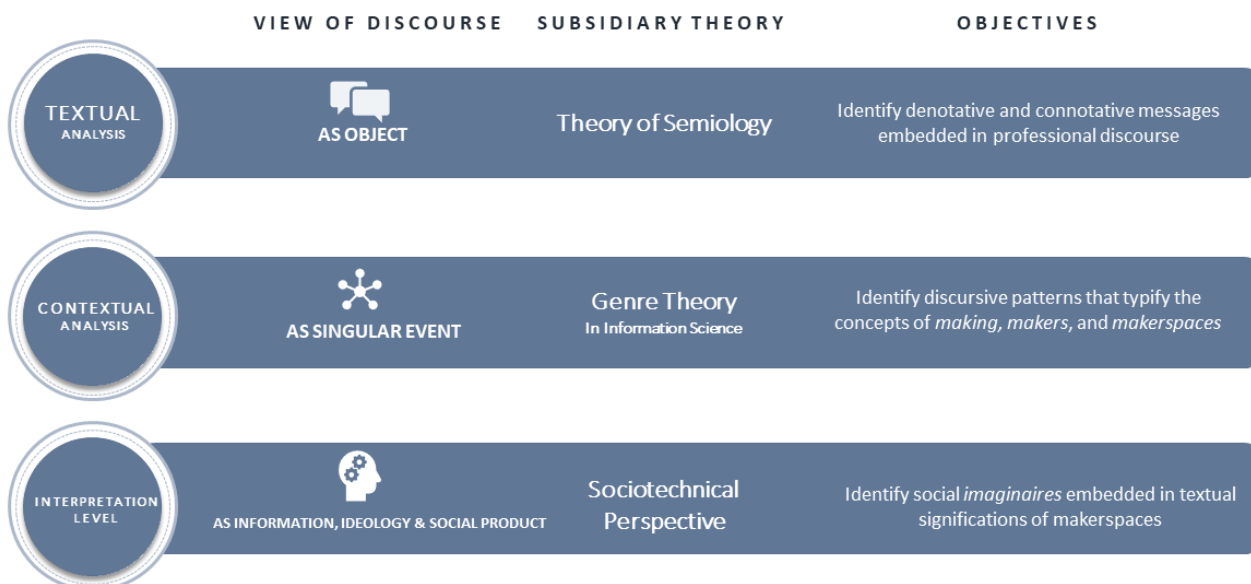 VIEW OF DISCOURSE SUBSIDIARY THEORY OBJECTIVES
TEXTUAL
ANALYSIS
AS OBJECT
Theory of Semiology
Identify denotative and connotative messages
embedded in professional discourse
CONTEXTUAL
ANALYSIS
AS SINGULAR EVENT
Genre Theory
In Information Science
Identify discursive patterns that typify the
concepts of making, makers, and makerspaces
INTERPRETATION
LEVEL
AS INFORMATION, IDEOLOGY & SOCIAL PRODUCT
Sociotechnical
Perspective
Identify social imaginaires embedded in textual
significations of makerspaces